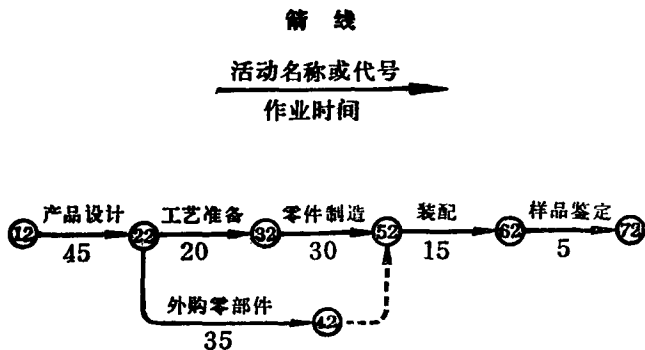 箭线
活动名称或代号
作业时间
产品设计 工艺准备 零件制造 装配 样品鉴定
12 22 32 52 62 72
45 20 30 15 5
外购零部件
42
35